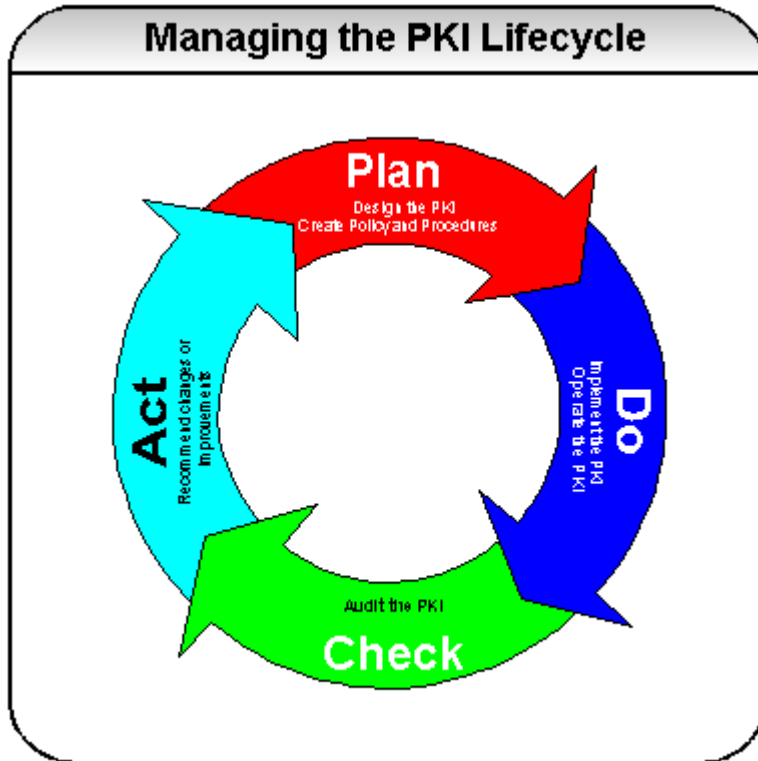 Managing the PKI Lifecycle
Plan
Design the PKI
Create Policy and Procedures
Do
Implement the PKI
Operate the PKI
Check
Audit the PKI
Act
Recommend changes or
Improvements